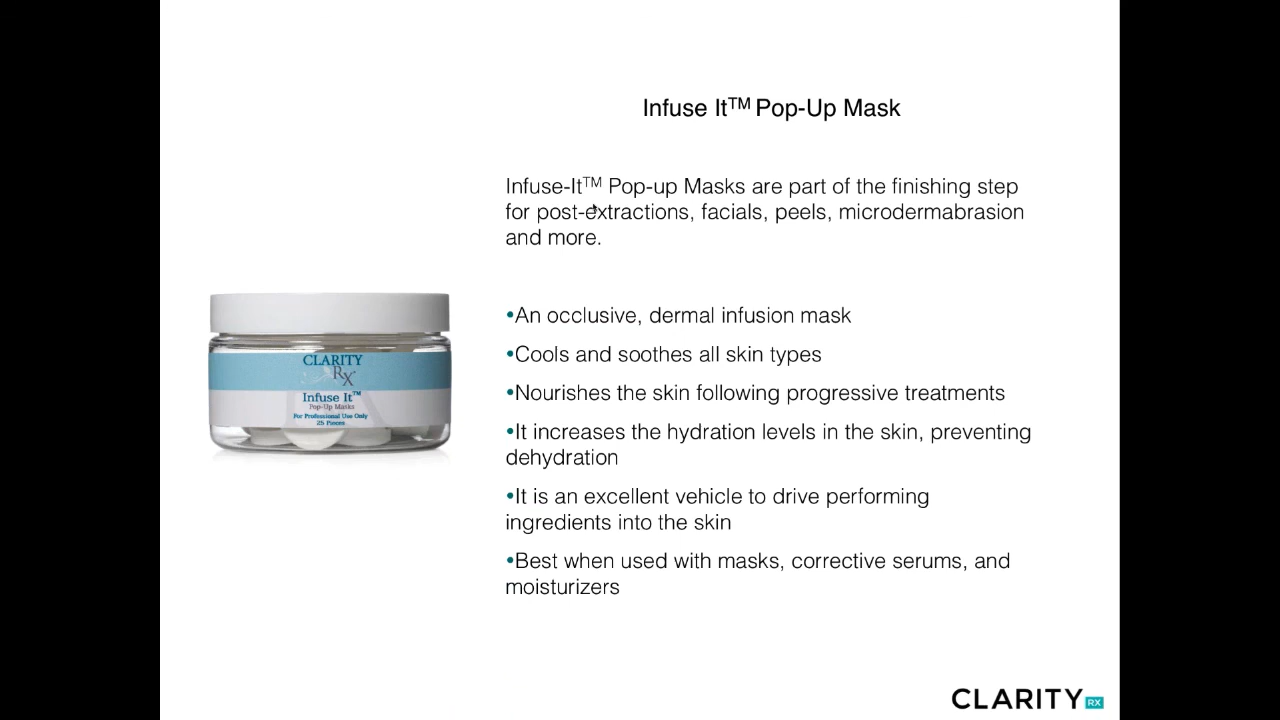 Infuse It™ Pop-Up Mask
Infuse-It™ Pop-up Masks are part of the finishing step
for post-extractions, facials, peels, microdermabrasion
and more.
•An occlusive, dermal infusion mask
•Cools and soothes all skin types
•Nourishes the skin following progressive treatments
•It increases the hydration levels in the skin, preventing
dehydration
•It is an excellent vehicle to drive performing
ingredients into the skin
•Best when used with masks, corrective serums, and
moisturizers
CLARITY
Rx
Infuse It™
Pop-Up Masks
For Professional Use Only
25 Pieces
CLARITY RX